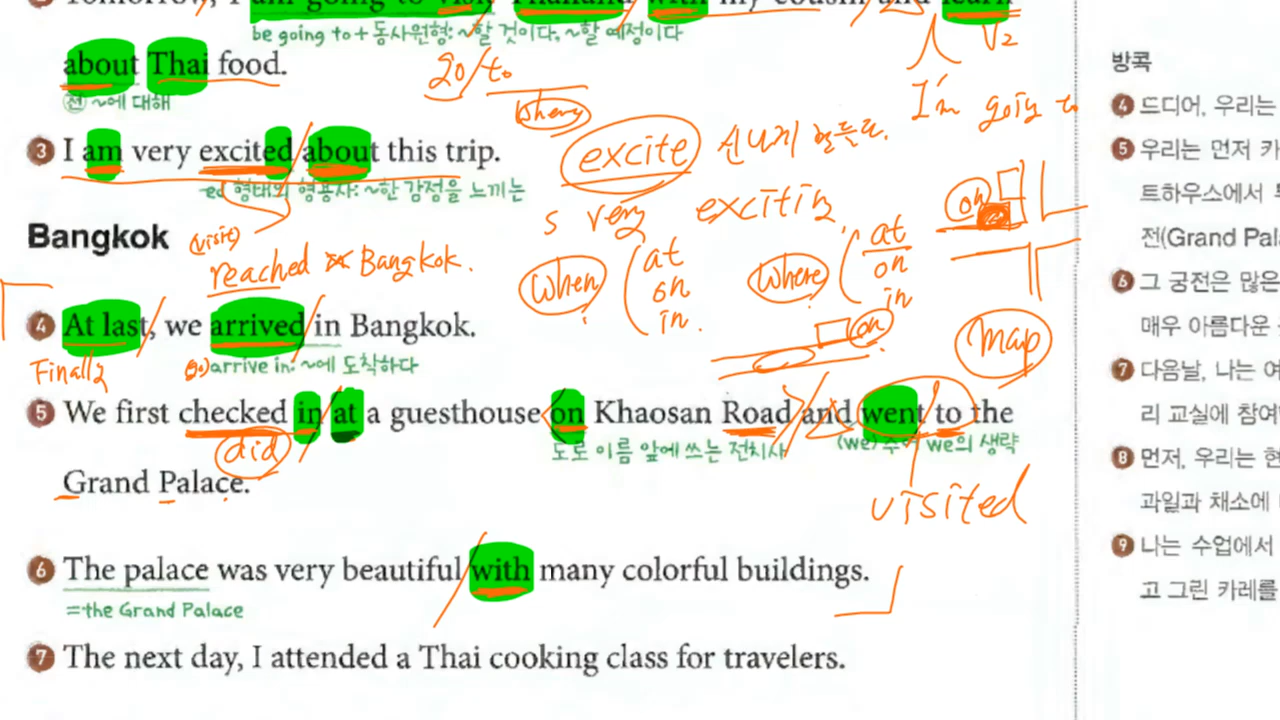 Tomorrow, I am going to visit Thailand with my cousin and learn
be going to + 동사원형: ~할 것이다, ~할 예정이다
V2
about Thai food.
go/to
where
전 ~에 대해
I'm going to
③ I am very excited about this trip.
excite
신나게 만들다.
ed 형태의 형용사: ~한 감정을 느끼는
s very exciting
on
Bangkok
(visit)
reached Bangkok.
when at on in.
where at on in
④ At last, we arrived in Bangkok.
on
map
Finally
(go) arrive in: ~에 도착하다
⑤ We first checked in at a guesthouse on Khaosan Road and went to the
did
도로 이름 앞에 쓰는 전치사
(we) 주어 we의 생략
Grand Palace.
visited
⑥ The palace was very beautiful with many colorful buildings.
=the Grand Palace
⑦ The next day, I attended a Thai cooking class for travelers.
방콕
④ 드디어, 우리는
⑤ 우리는 먼저 카
트하우스에서
전(Grand Pal
⑥ 그 궁전은 많은
매우 아름다운
⑦ 다음날, 나는 여
리 교실에 참여
⑧ 먼저, 우리는 현
과일과 채소에
⑨ 나는 수업에서
고 그린 카레를